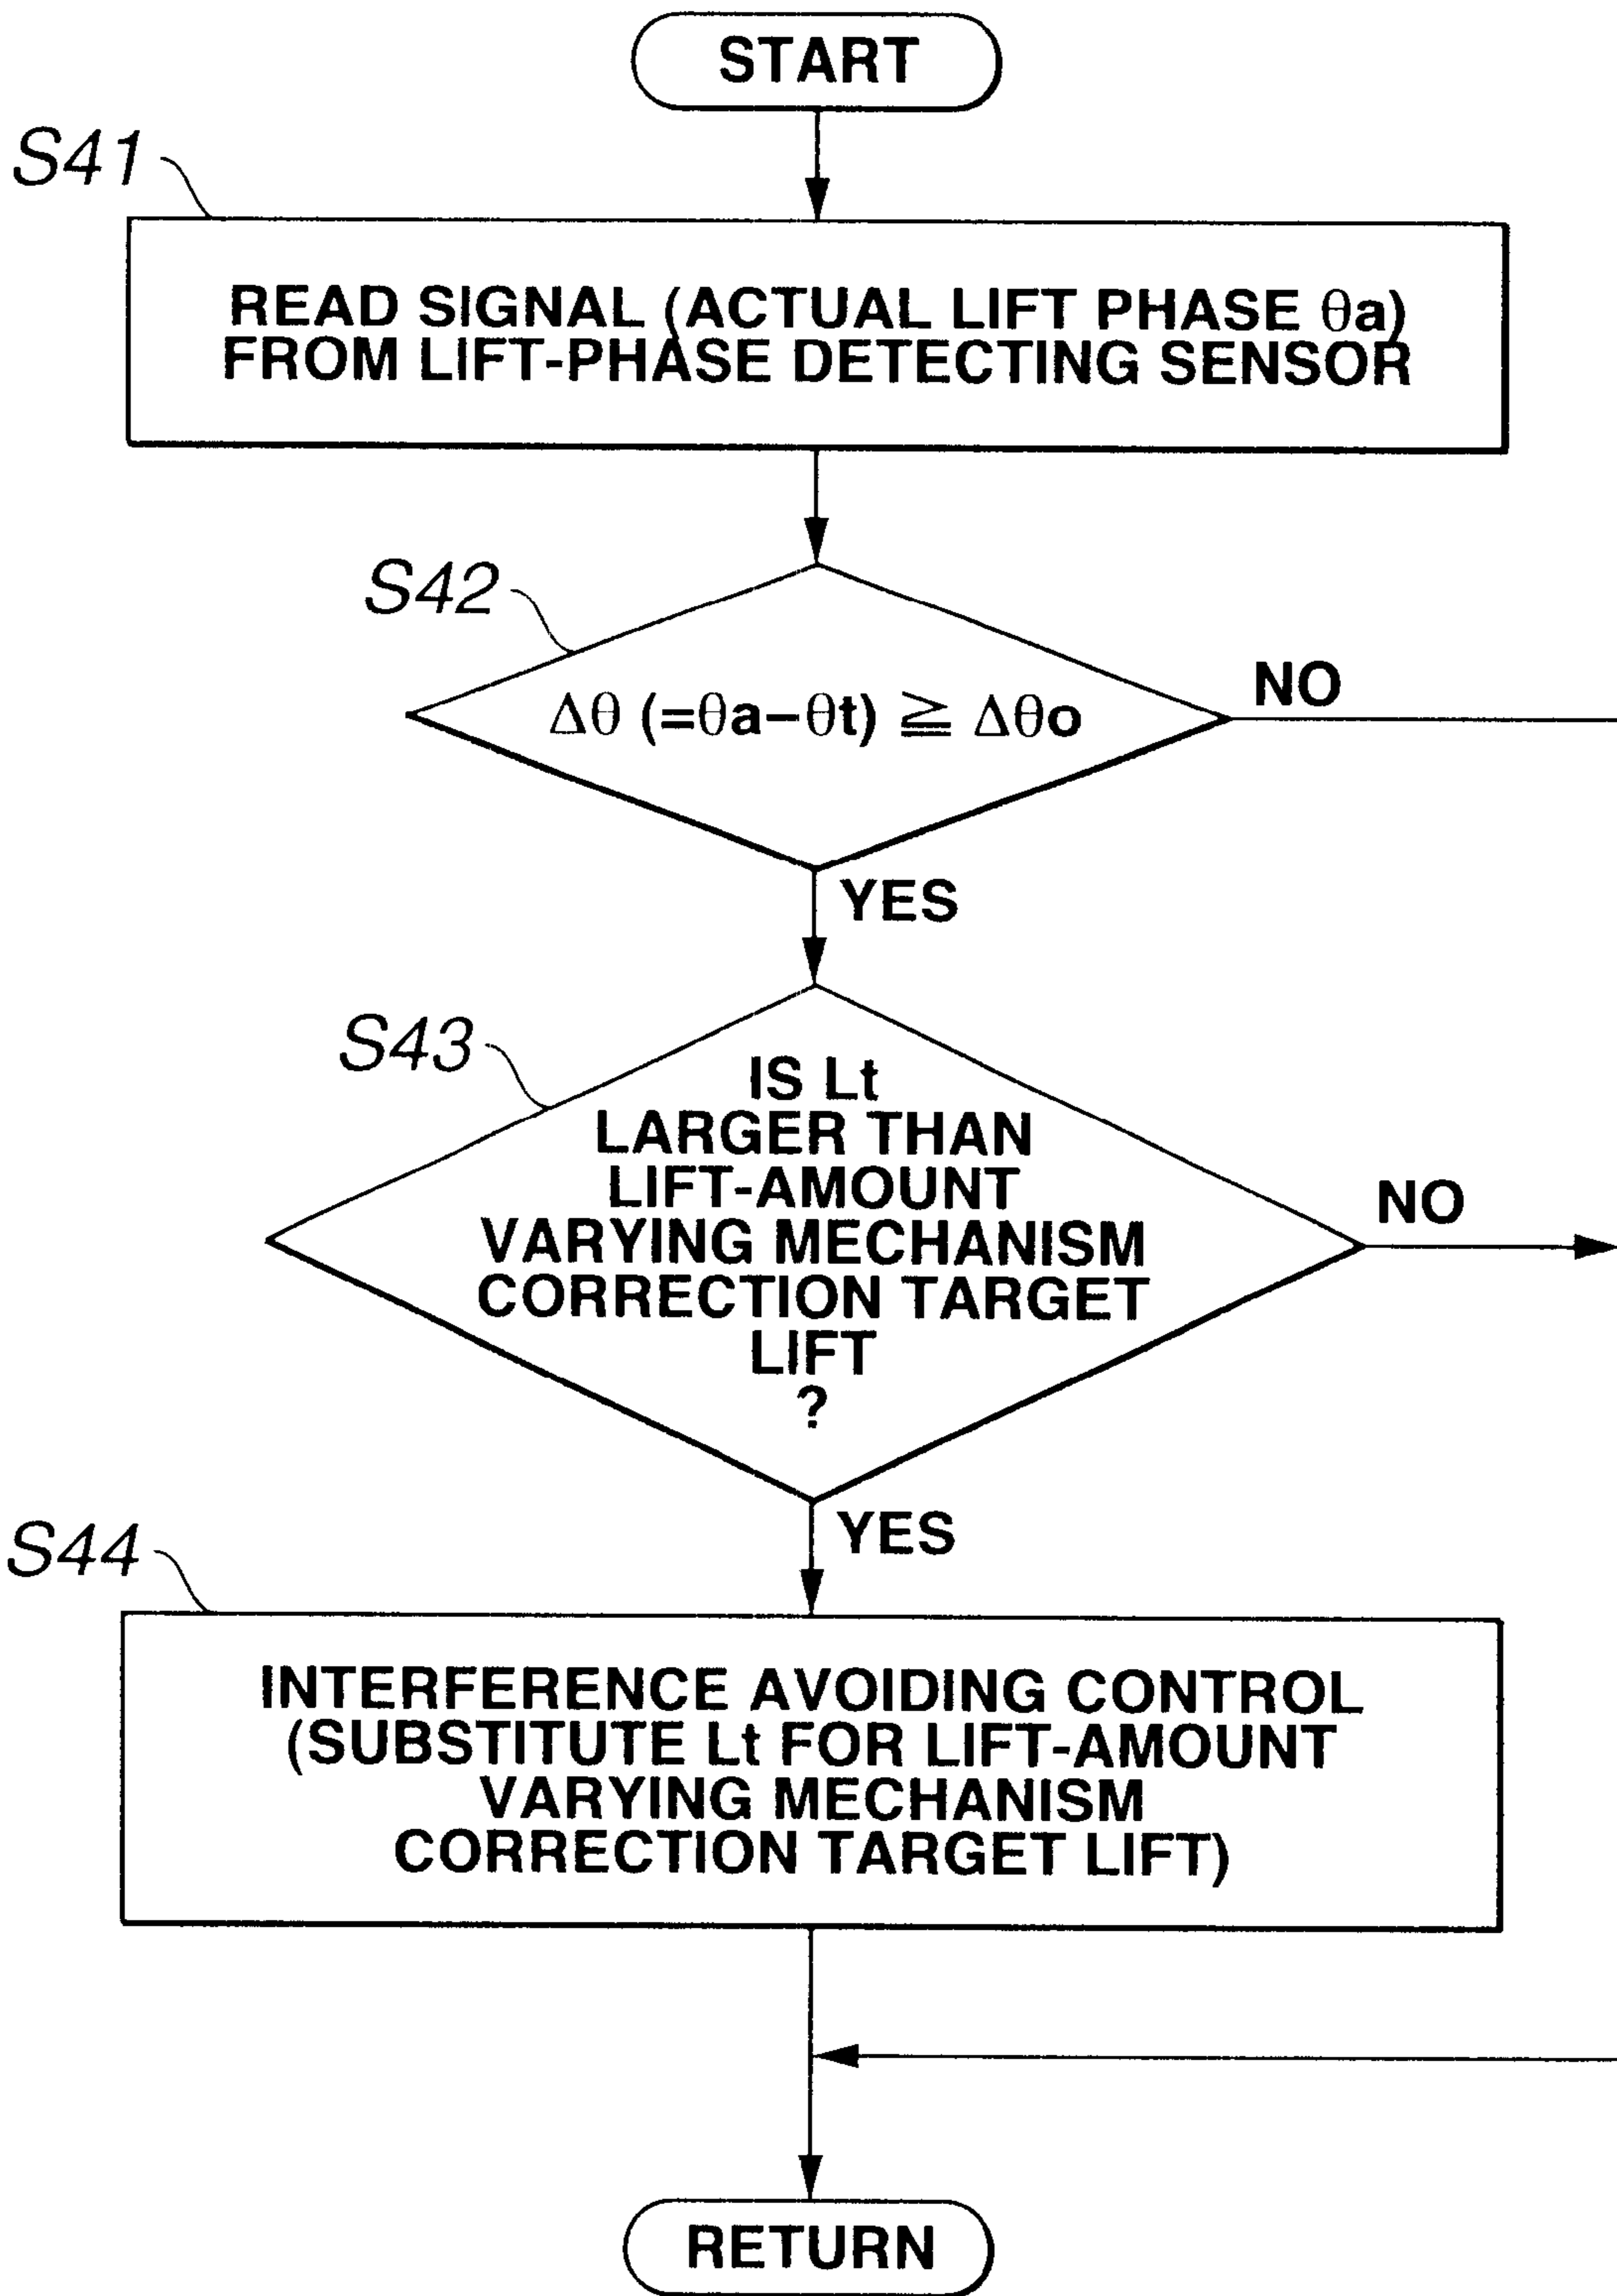 START
S41
READ SIGNAL (ACTUAL LIFT PHASE θa)
FROM LIFT-PHASE DETECTING SENSOR
S42
Δθ (=θa−θt) ≧ Δθo
NO
YES
S43
IS Lt
LARGER THAN
LIFT-AMOUNT
VARYING MECHANISM
CORRECTION TARGET
LIFT
?
NO
YES
S44
INTERFERENCE AVOIDING CONTROL
(SUBSTITUTE Lt FOR LIFT-AMOUNT
VARYING MECHANISM
CORRECTION TARGET LIFT)
RETURN